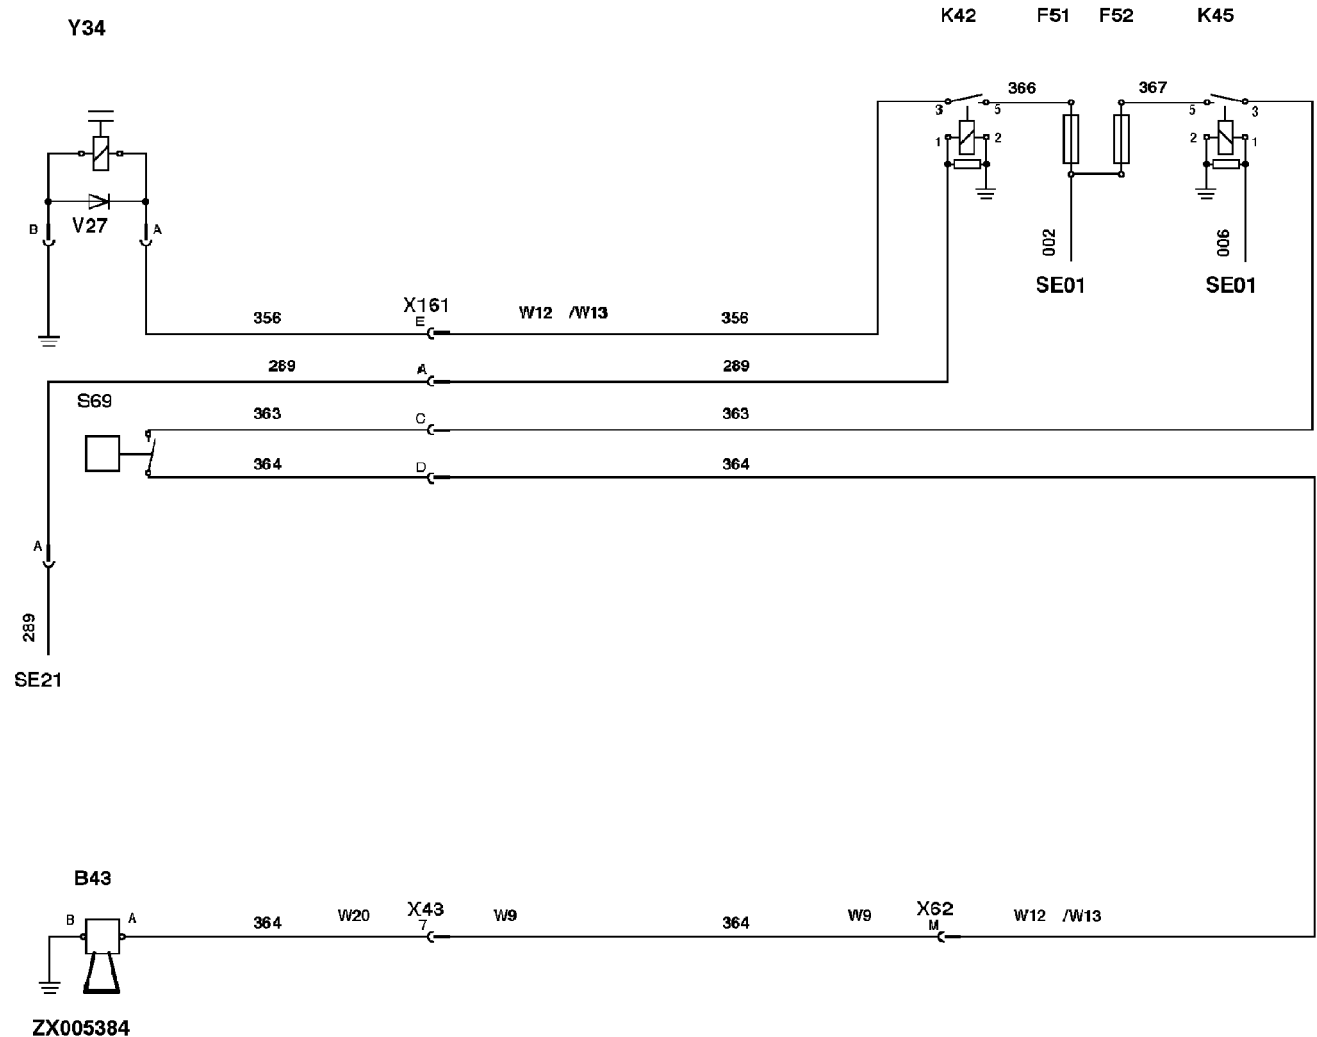 K42 F51 F52 K45
Y34
366 367
3 5 5 3
1 2 2 1
V27
B A
002 006
SE01 SE01
X161
356 E W12 /W13 356
289 A 289
S69
363 C 363
364 D 364
A
289
SE21
B43
B A 364 W20 X43 W9 364 W9 X62 W12 /W13
7 M
ZX005384